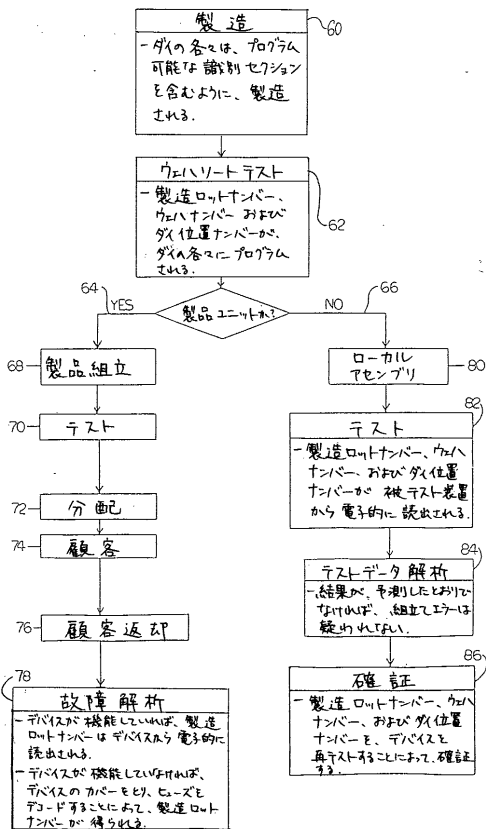 製造
60
- ダイの各々は、プログラム
可能な識別セクション
を含むように、製造
される.
ウェハソートテスト
- 製造ロットナンバー、
ウェハナンバー および
ダイ位置ナンバーが、
ダイの各々にプログラム
される.
62
64
YES
製品ユニットか?
NO
66
68
製品組立
70
テスト
72
分配
74
顧客
76
顧客返却
78
故障解析
- デバイスが機能していれば、製造
ロットナンバーはデバイスから電子的に
読出される.
- デバイスが機能していなければ、
デバイスのカバーをとり、ヒューズを
デコードすることによって、製造ロット
ナンバーが得られる.
ローカル
アセンブリ
80
82
テスト
- 製造ロットナンバー、ウェハ
ナンバー、およびダイ位置
ナンバーが 被テスト装置
から電子的に読出される.
84
テストデータ解析
- 結果が、予測したとおりで
なければ、組立てエラーは
疑われない.
86
確証
- 製造ロットナンバー、ウェハ
ナンバー、およびダイ位置
ナンバーを、デバイスを
再テストすることによって、確証
する.